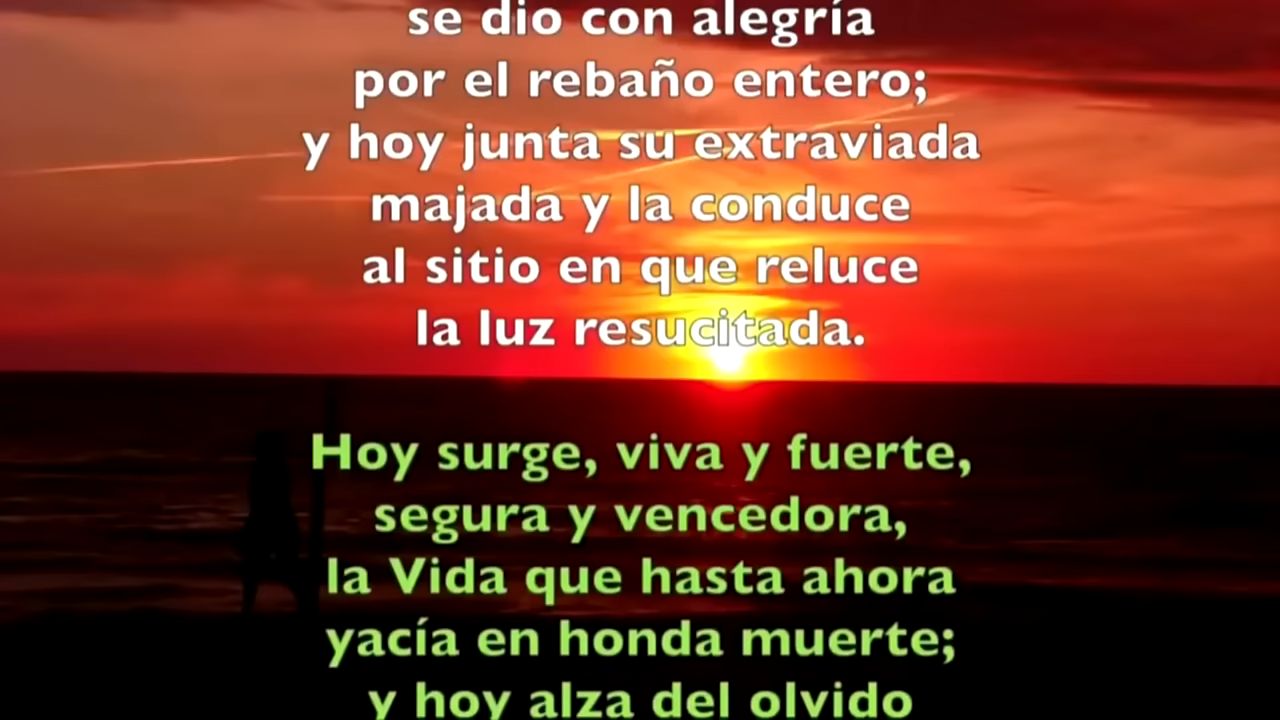 se dio con alegría
por el rebaño entero;
y hoy junta su extraviada
majada y la conduce
al sitio en que reluce
la luz resucitada.
Hoy surge, viva y fuerte,
segura y vencedora,
la Vida que hasta ahora
yacía en honda muerte;
y hoy alza del olvido